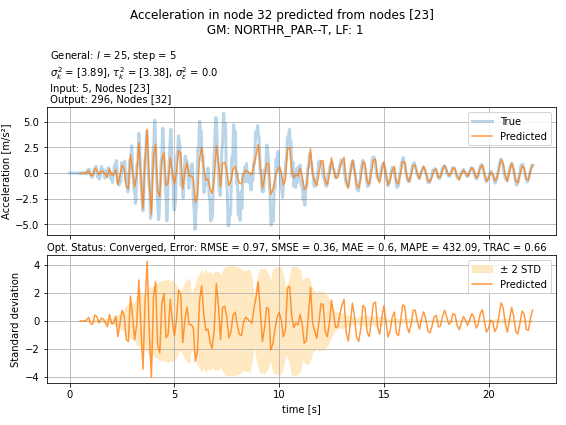 Acceleration in node 32 predicted from nodes [23]
GM: NORTHR_PAR--T, LF: 1
General: l = 25, step = 5
σ²ₖ = [3.89], τ²ₖ = [3.38], σ²ε = 0.0
Input: 5, Nodes [23]
Output: 296, Nodes [32]
Acceleration [m/s²]
5.0
2.5
0.0
−2.5
−5.0
True
Predicted
Opt. Status: Converged, Error: RMSE = 0.97, SMSE = 0.36, MAE = 0.6, MAPE = 432.09, TRAC = 0.66
Standard deviation
4
2
0
−2
−4
± 2 STD
Predicted
0 5 10 15 20
time [s]